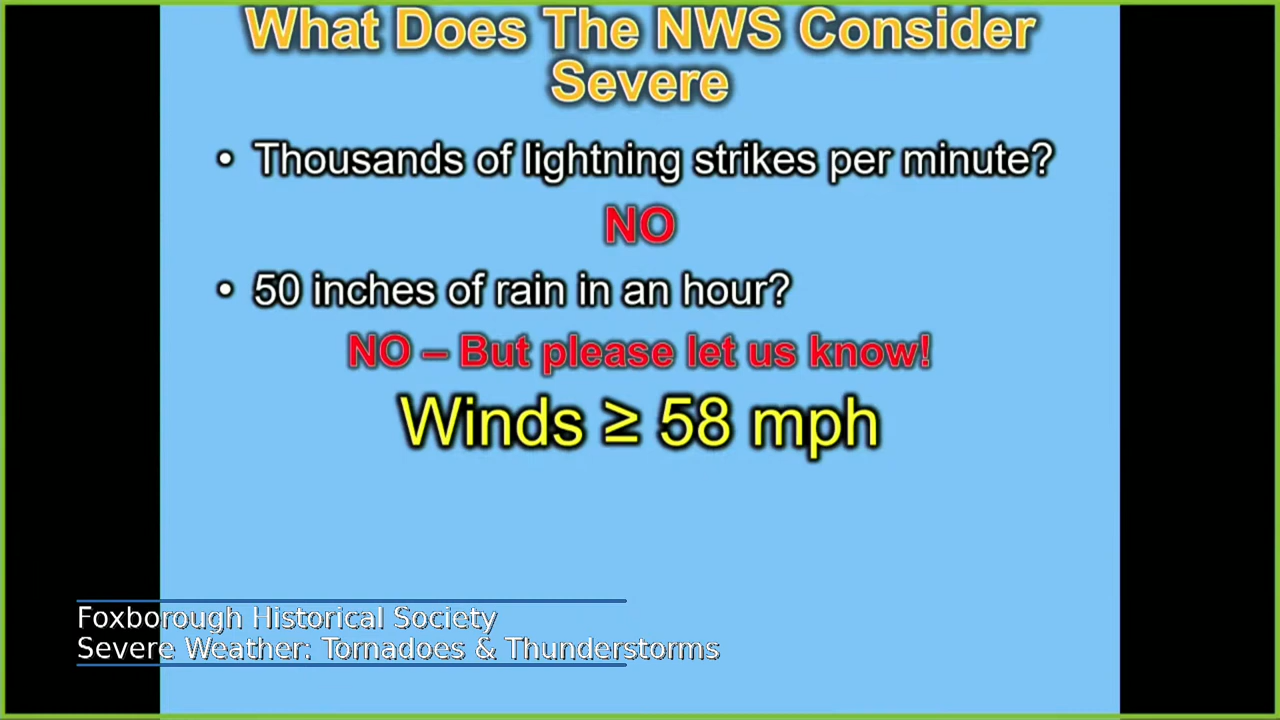 What Does The NWS Consider
Severe
• Thousands of lightning strikes per minute?
NO
• 50 inches of rain in an hour?
NO – But please let us know!
Winds ≥ 58 mph
Foxborough Historical Society
Severe Weather: Tornadoes & Thunderstorms